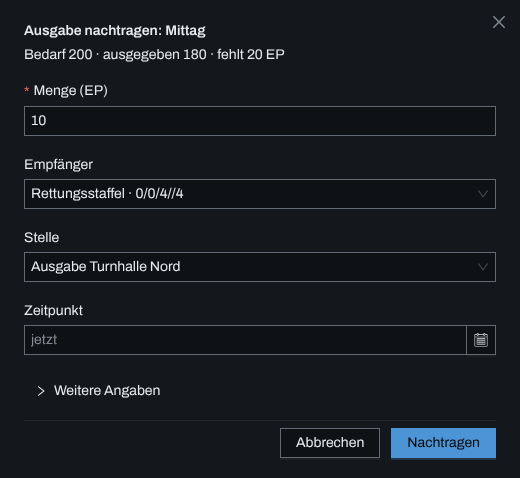 Ausgabe nachtragen: Mittag
Bedarf 200 · ausgegeben 180 · fehlt 20 EP
* Menge (EP)
10
Empfänger
Rettungsstaffel · 0/0/4//4
Stelle
Ausgabe Turnhalle Nord
Zeitpunkt
jetzt
Weitere Angaben
Abbrechen
Nachtragen